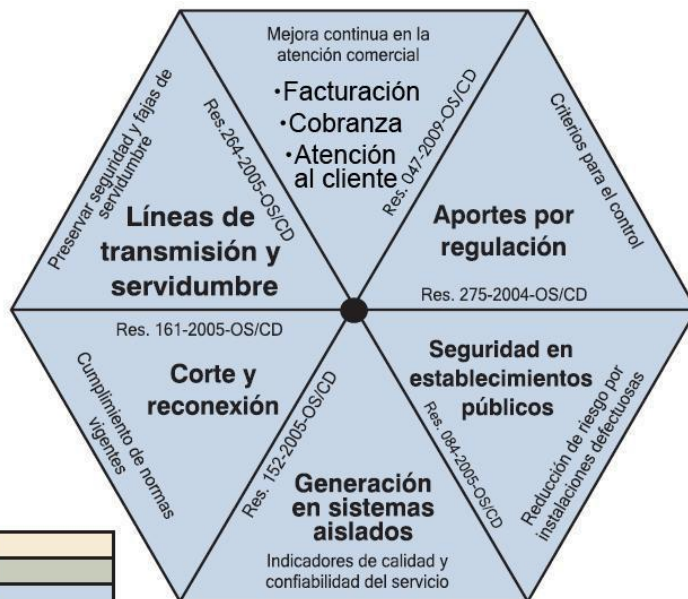 Mejora continua en la
atención comercial
·Facturación
·Cobranza
·Atención
al cliente
Res. 047-2009-OS/CD
Criterios para el control
Aportes por
regulación
Res. 275-2004-OS/CD
Seguridad en
establecimientos
públicos
Reducción de riesgo por
instalaciones defectuosas
Res. 084-2005-OS/CD
Generación
en sistemas
aislados
Indicadores de calidad y
confiabilidad del servicio
Res. 152-2005-OS/CD
Corte y
reconexión
Cumplimiento de normas
vigentes
Res. 161-2005-OS/CD
Líneas de
transmisión y
servidumbre
Preservar seguridad y fajas de
servidumbre
Res.264-2005-OS/CD